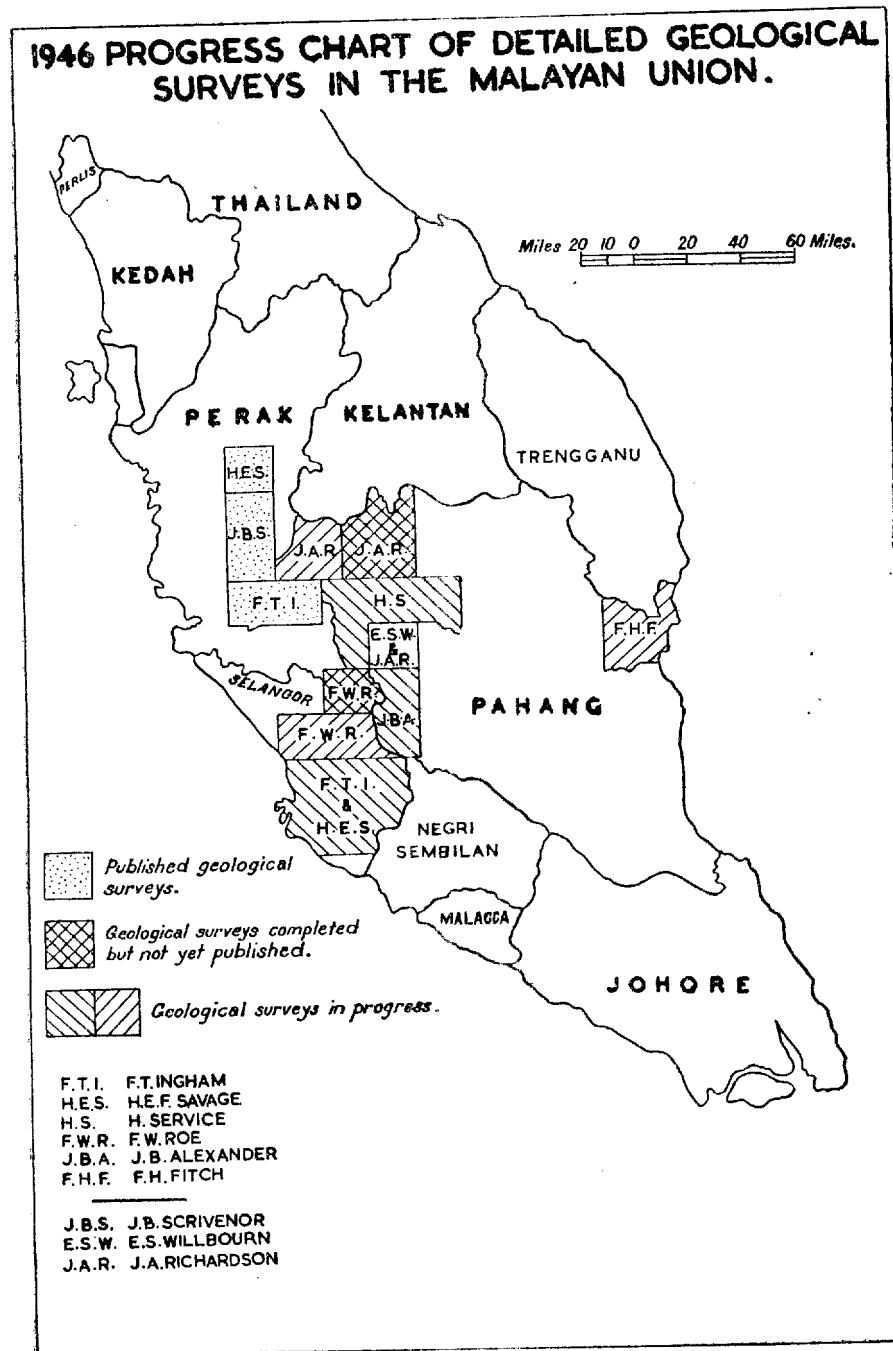 1946 PROGRESS CHART OF DETAILED GEOLOGICAL
SURVEYS IN THE MALAYAN UNION.
PERLIS
THAILAND
Miles 20 10 0 20 40 60 Miles.
KEDAH
PERAK
KELANTAN
TRENGGANU
H.E.S.
J.B.S.
J.A.R.
J.A.R.
F.T.I.
H.S.
F.H.F.
E.S.W.
&
J.A.R.
SELANGOR
F.W.R.
J.B.A.
PAHANG
F.W.R.
F.T.I.
&
H.E.S.
NEGRI
SEMBILAN
MALACCA
JOHORE
Published geological
surveys.
Geological surveys completed
but not yet published.
Geological surveys in progress.
F.T.I. F.T.INGHAM
H.E.S. H.E.F.SAVAGE
H.S. H.SERVICE
F.W.R. F.W.ROE
J.B.A. J.B.ALEXANDER
F.H.F. F.H.FITCH
J.B.S. J.B.SCRIVENOR
E.S.W. E.S.WILLBOURN
J.A.R. J.A.RICHARDSON